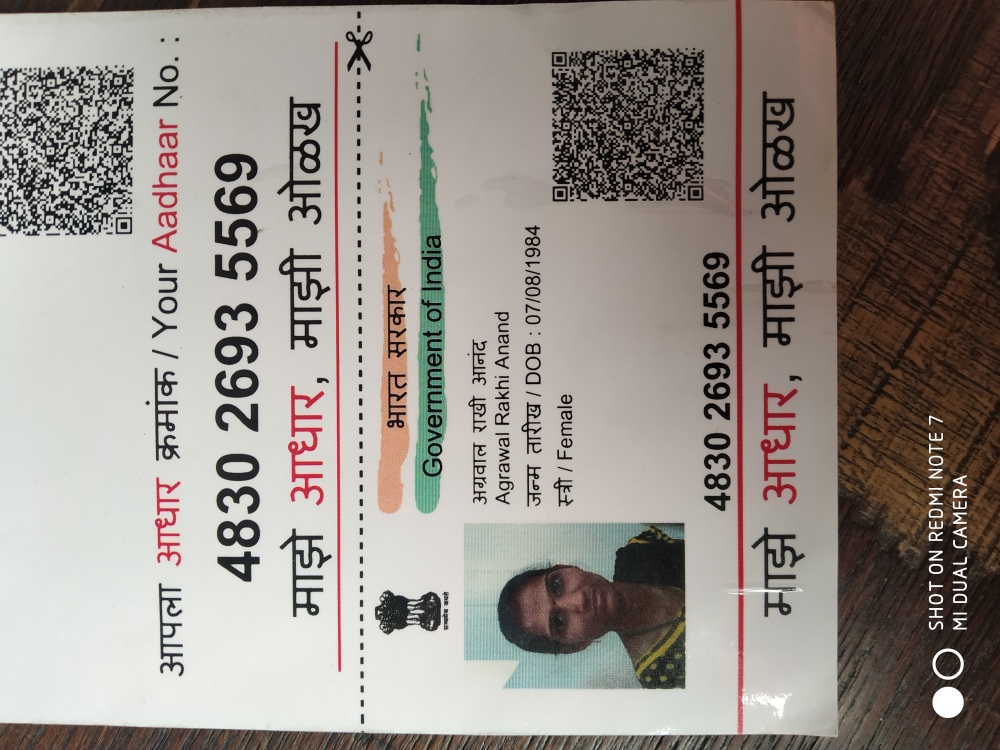 आपला आधार क्रमांक / Your Aadhaar No. :
4830 2693 5569
माझे आधार, माझी ओळख
भारत सरकार
Government of India
सत्यमेव जयते
अग्रवाल राखी आनंद
Agrawal Rakhi Anand
जन्म तारीख / DOB : 07/08/1984
स्त्री / Female
4830 2693 5569
माझे आधार, माझी ओळख
SHOT ON REDMI NOTE 7
MI DUAL CAMERA